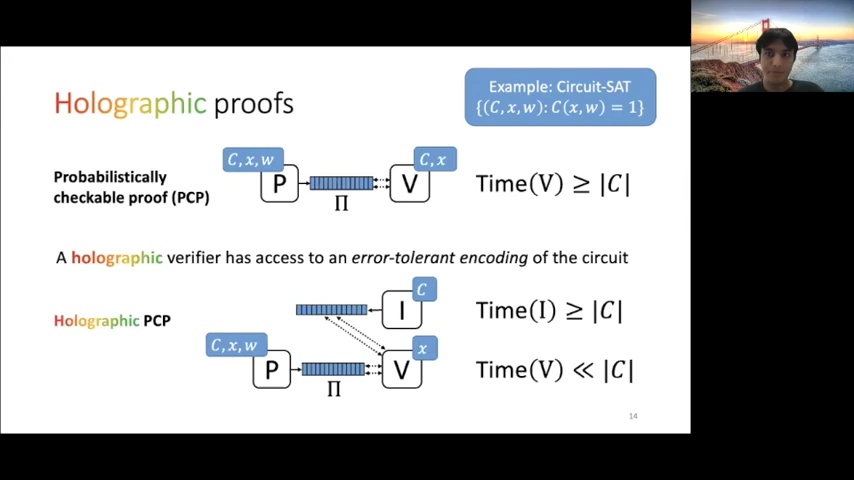 Holographic proofs
Example: Circuit-SAT
{(C, x, w): C(x, w) = 1}
Probabilistically
checkable proof (PCP)
C, x, w
P
Π
C, x
V
Time(V) ≥ |C|
A holographic verifier has access to an error-tolerant encoding of the circuit
C
I
Time(I) ≥ |C|
Holographic PCP
C, x, w
P
Π
x
V
Time(V) ≪ |C|
14